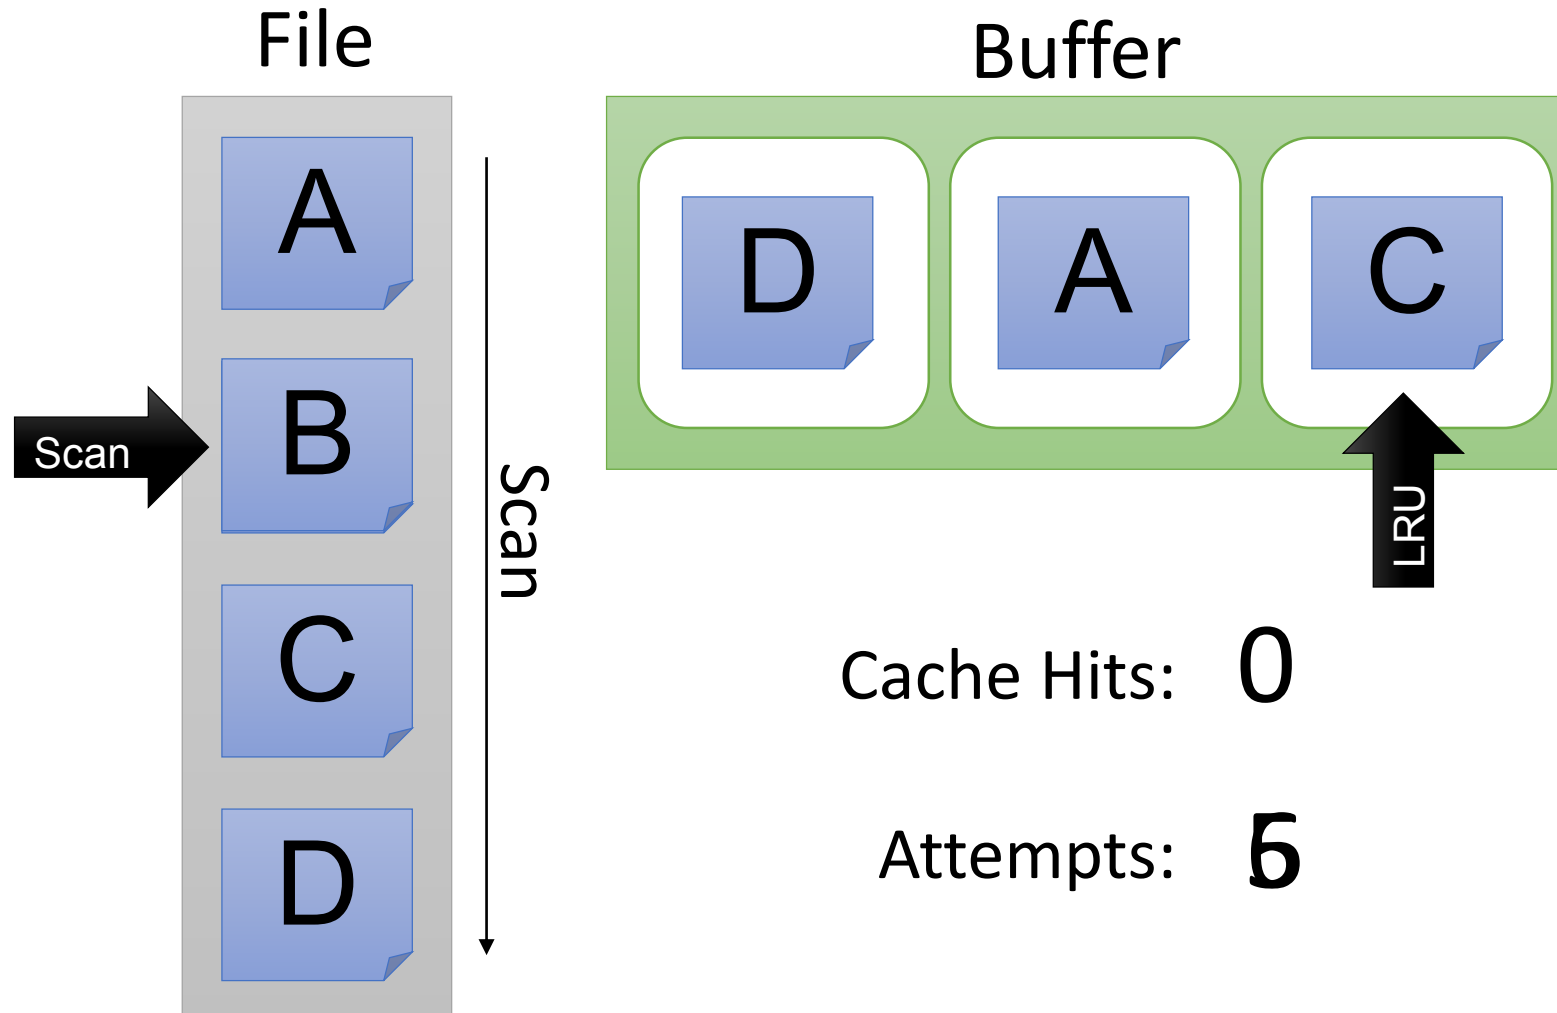 File
A
B
C
D
Scan
Scan
Buffer
D
A
C
LRU
Cache Hits: 0
Attempts: